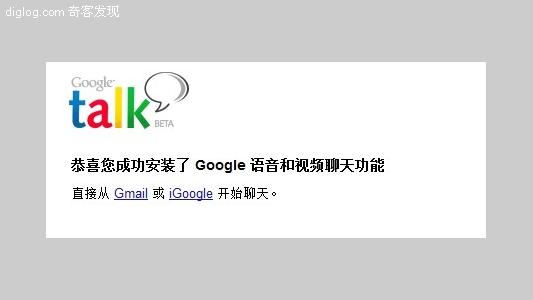 diglog.com 奇客发现
Google
talk
BETA
恭喜您成功安装了 Google 语音和视频聊天功能
直接从 Gmail 或 iGoogle 开始聊天。